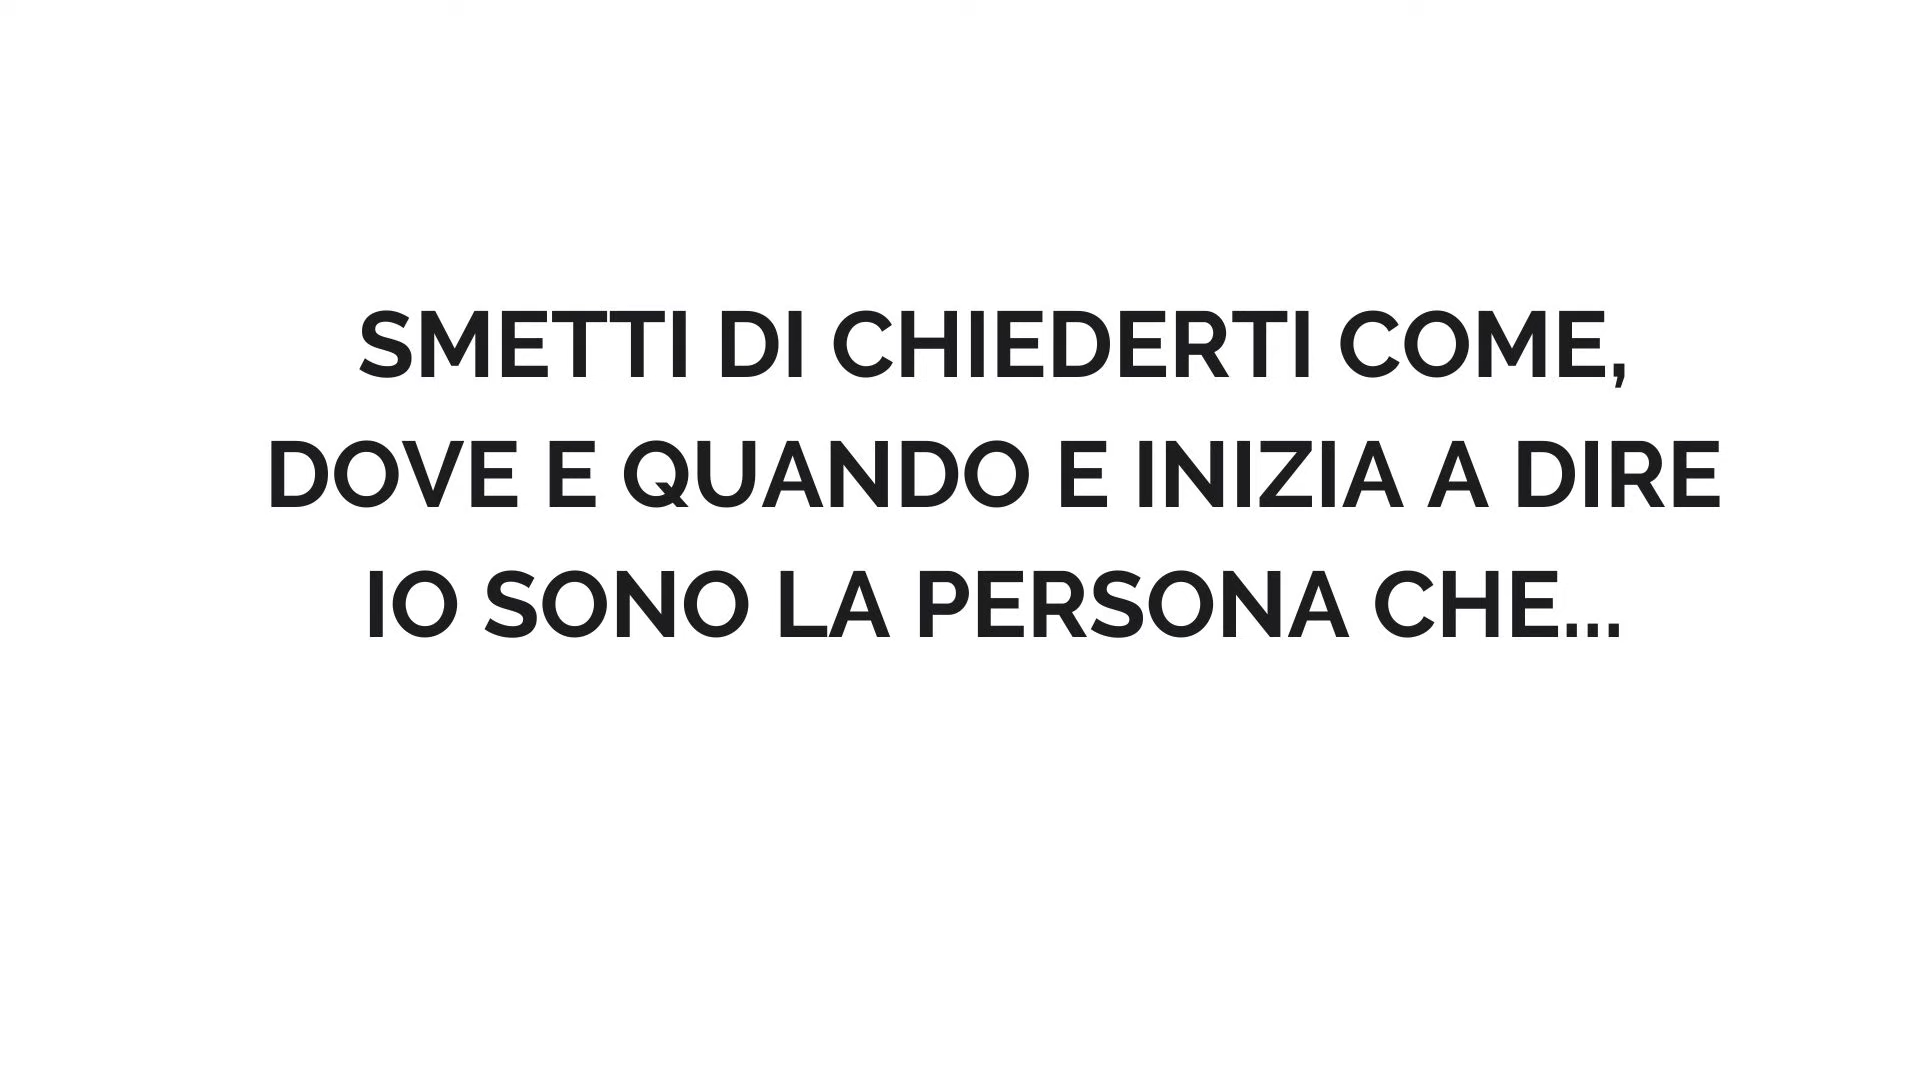 SMETTI DI CHIEDERTI COME,
DOVE E QUANDO E INIZIA A DIRE
IO SONO LA PERSONA CHE...